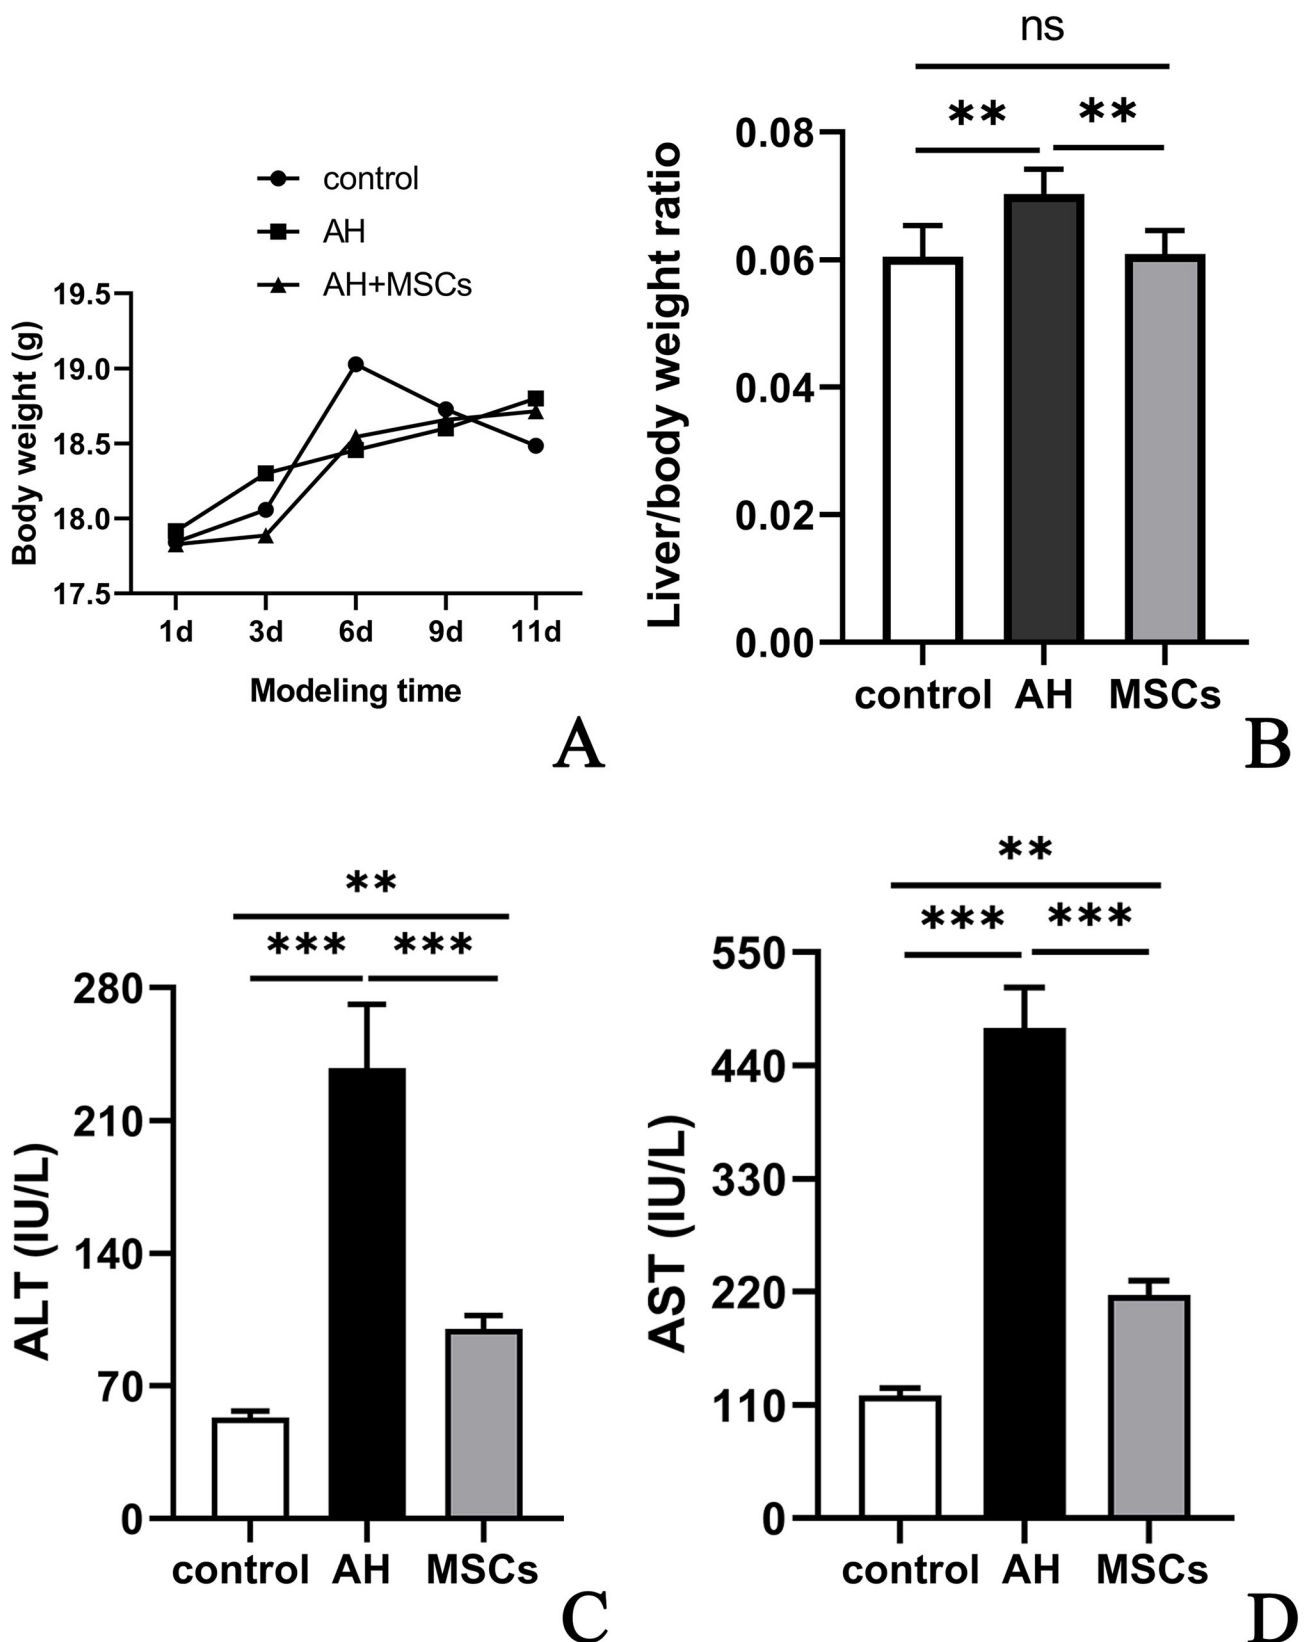 control
AH
AH+MSCs
Body weight (g)
19.5
19.0
18.5
18.0
17.5
1d 3d 6d 9d 11d
Modeling time
A
ns
** **
Liver/body weight ratio
0.08
0.06
0.04
0.02
0.00
control AH MSCs
B
**
*** ***
ALT (IU/L)
280
210
140
70
0
control AH MSCs
C
**
*** ***
AST (IU/L)
550
440
330
220
110
0
control AH MSCs
D